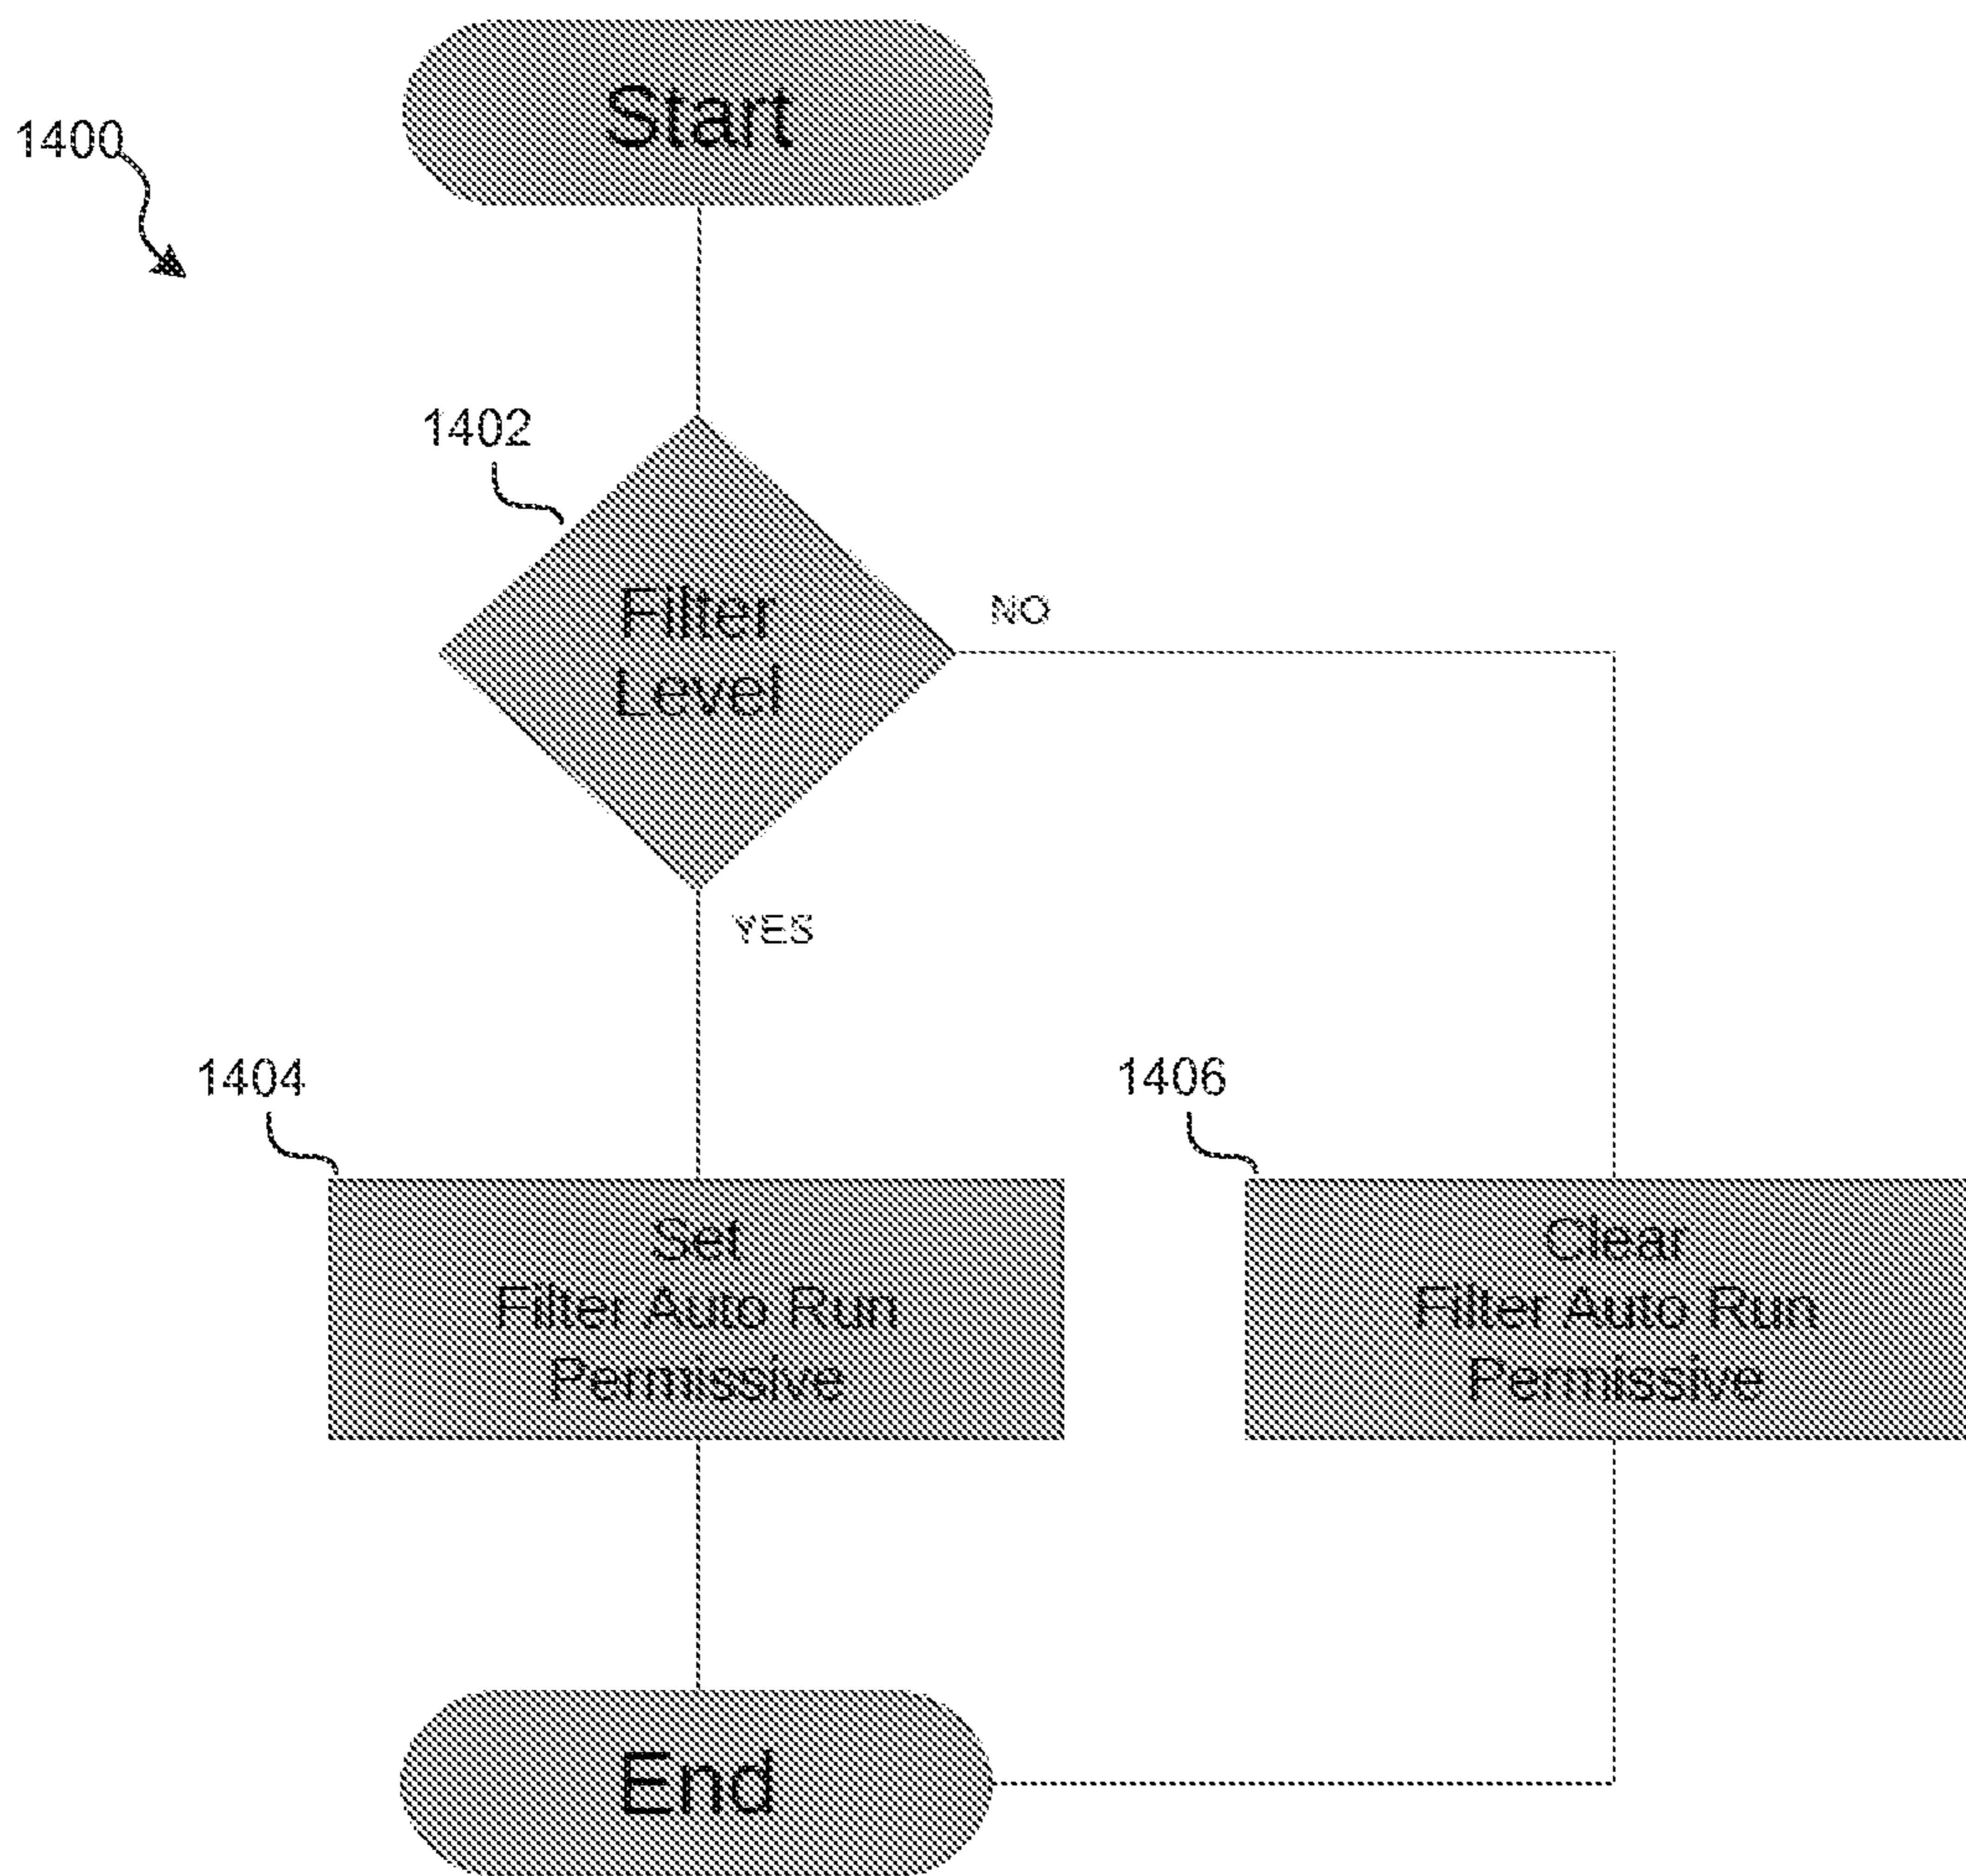 Start
1400
1402
Filter
Level
NO
YES
1404
1406
Set
Filter Auto Run
Permissive
Clear
Filter Auto Run
Permissive
End